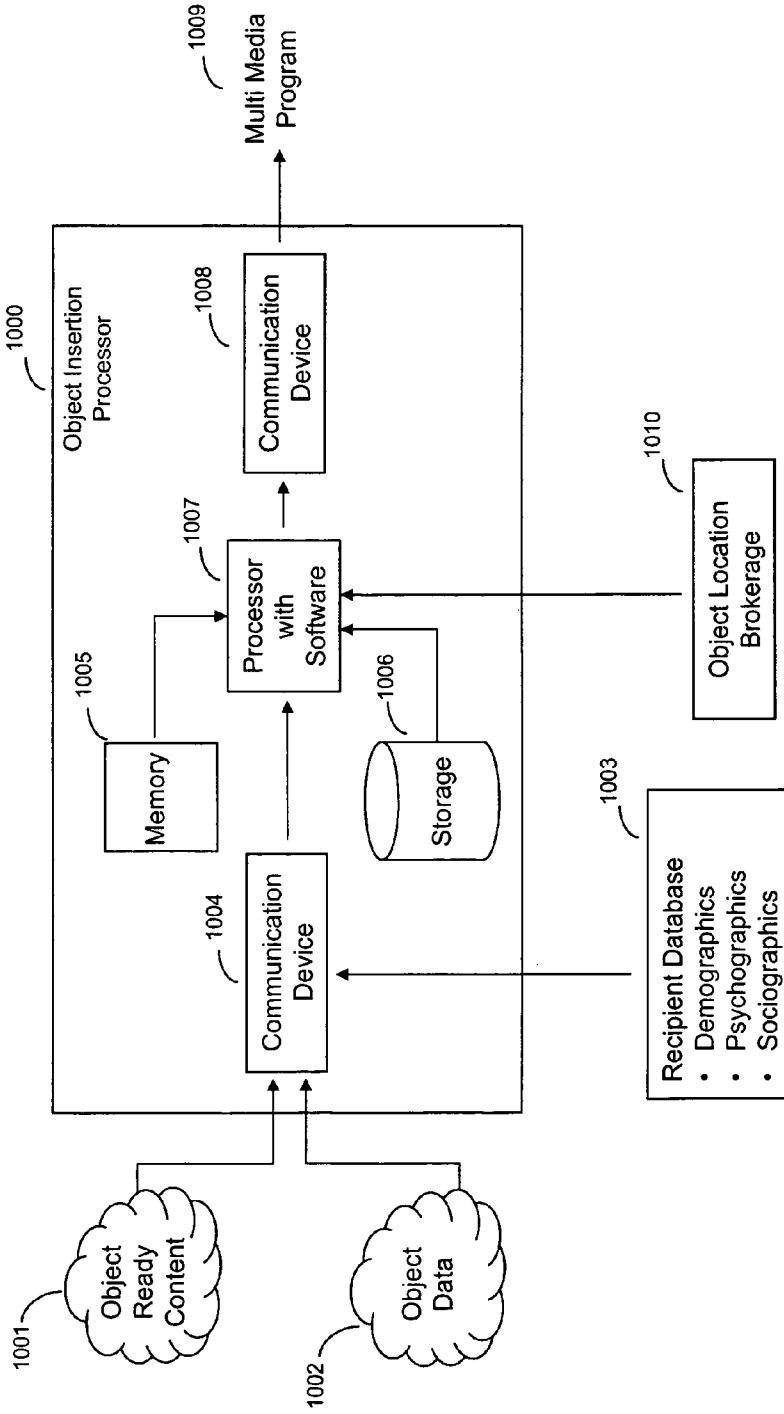 1000
Object Insertion
Processor
1001
Object
Ready
Content
1002
Object
Data
1004
Communication
Device
1005
Memory
1006
Storage
1007
Processor
with
Software
1008
Communication
Device
1009
Multi Media
Program
1003
Recipient Database
• Demographics
• Psychographics
• Sociographics
1010
Object Location
Brokerage